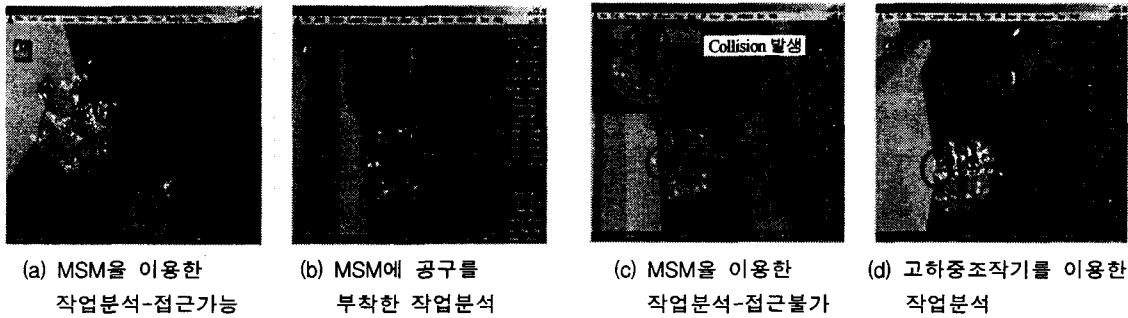 Collision 발생
(a) MSM을 이용한
작업분석-접근가능
(b) MSM에 공구를
부착한 작업분석
(c) MSM을 이용한
작업분석-접근불가
(d) 고하중조작기를 이용한
작업분석